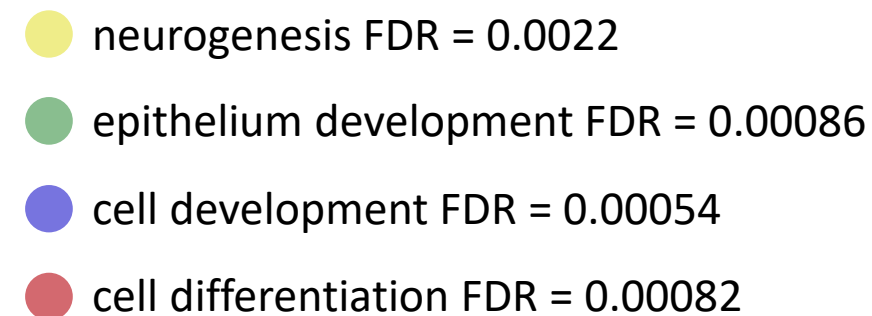 neurogenesis FDR = 0.0022
epithelium development FDR = 0.00086
cell development FDR = 0.00054
cell differentiation FDR = 0.00082